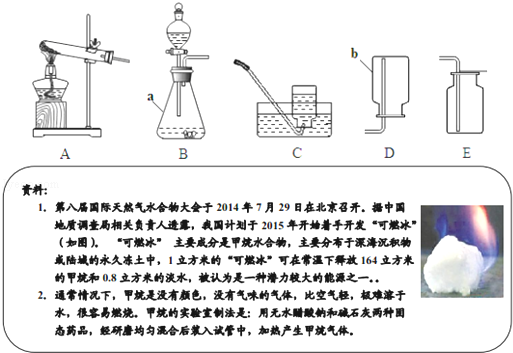 b
a
A
B
C
D
E
资料:
1. 第八届国际天然气水合物大会于 2014 年 7 月 29 日在北京召开。据中国
地质调查局相关负责人透露，我国计划于 2015 年开始着手开发“可燃冰”
(如图)。 “可燃冰” 主要成分是甲烷水合物，主要分布于深海沉积物
或陆域的永久冻土中，1 立方米的“可燃冰”可在常温下释放 164 立方米
的甲烷和 0.8 立方米的淡水，被认为是一种潜力较大的能源之一。.
2. 通常情况下，甲烷是没有颜色，没有气味的气体，比空气轻，极难溶于
水，很容易燃烧。甲烷的实验室制法是：用无水醋酸钠和碱石灰两种固
态药品，经研磨均匀混合后装入试管中，加热产生甲烷气体。